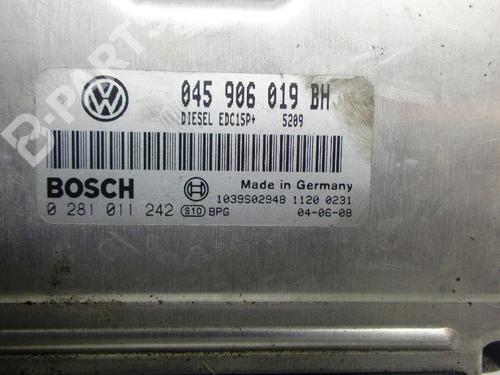 045 906 019 BH
DIESEL EDC15P+ 5209
BOSCH
Made in Germany
1039S02948 1120 0231
0 281 011 242 810 BPG
04-06-08